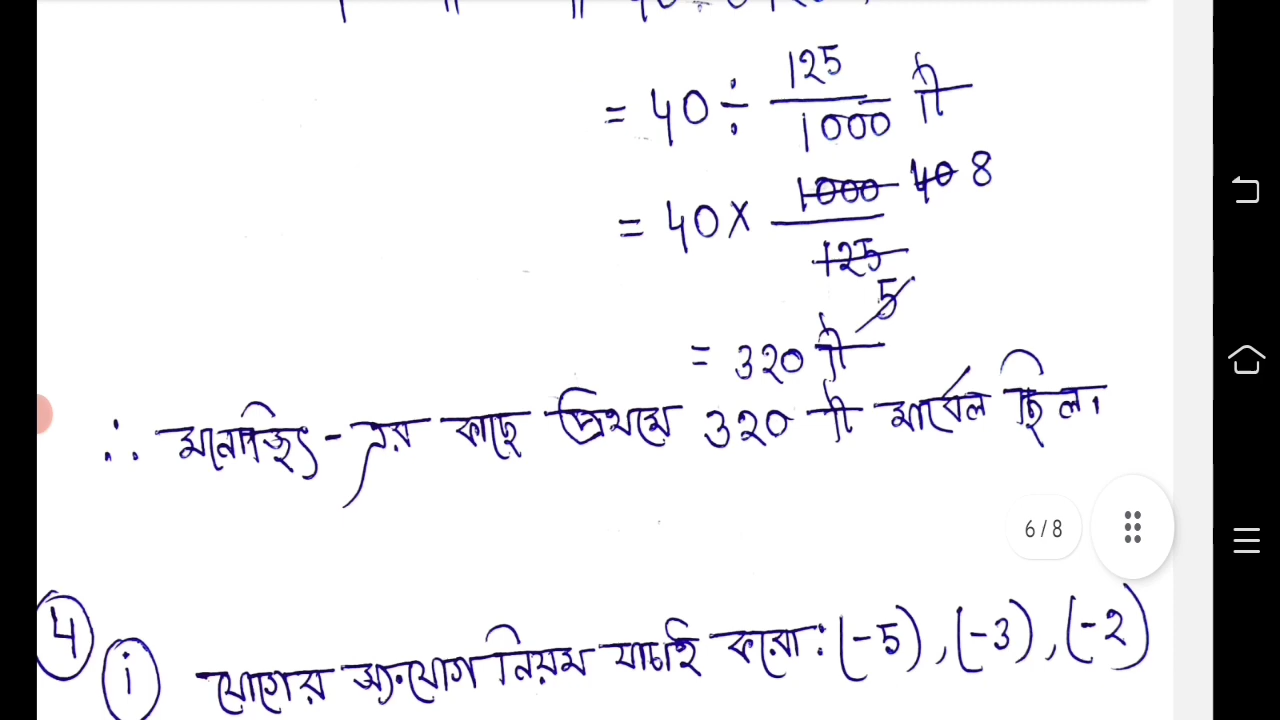 = 40 ÷ 125/1000 টি
= 40 × 1000/125 40 8
5
= 320 টি
∴ মনোজিৎ-এর কাছে প্রথমে 320 টি মার্বেল ছিল।
6/8
4
i যোগের সংযোগ নিয়ম যাচাই করো: (-5), (-3), (-2)